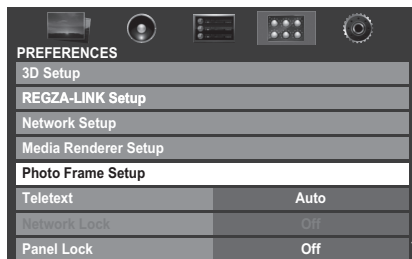 PREFERENCES
3D Setup
REGZA-LINK Setup
Network Setup
Media Renderer Setup
Photo Frame Setup
Teletext Auto
Network Lock Off
Panel Lock Off